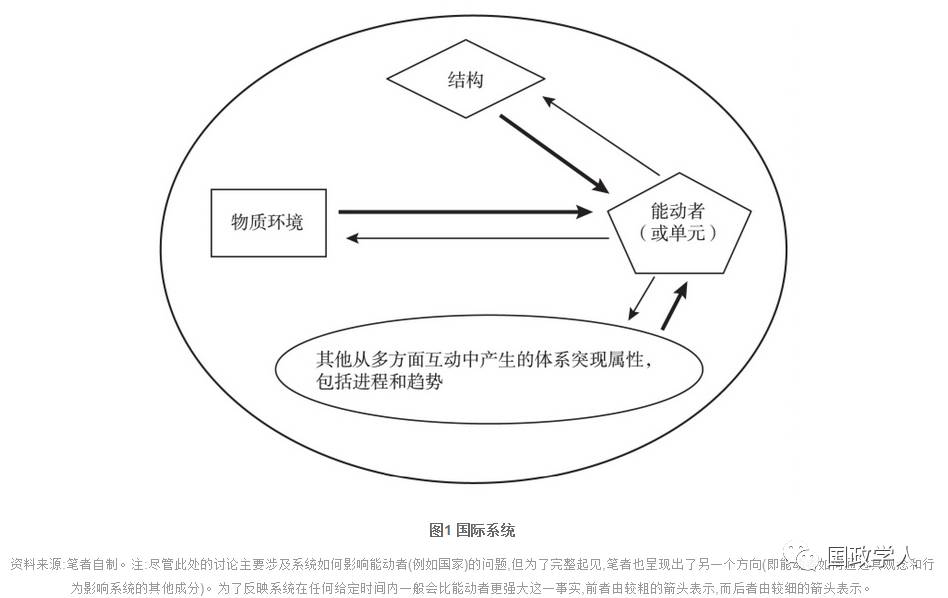 结构
物质环境
能动者
（或单元）
其他从多方面互动中产生的体系突现属性，
包括进程和趋势
图1 国际系统
资料来源:笔者自制。注:尽管此处的讨论主要涉及系统如何影响能动者(例如国家)的问题,但为了完整起见,笔者也呈现出了另一个方向(即能动 观念和行
为影响系统的其他成分)。为了反映系统在任何给定时间内一般会比能动者更强大这一事实,前者由较粗的箭头表示,而后者由较细的箭头表示。
国政学人